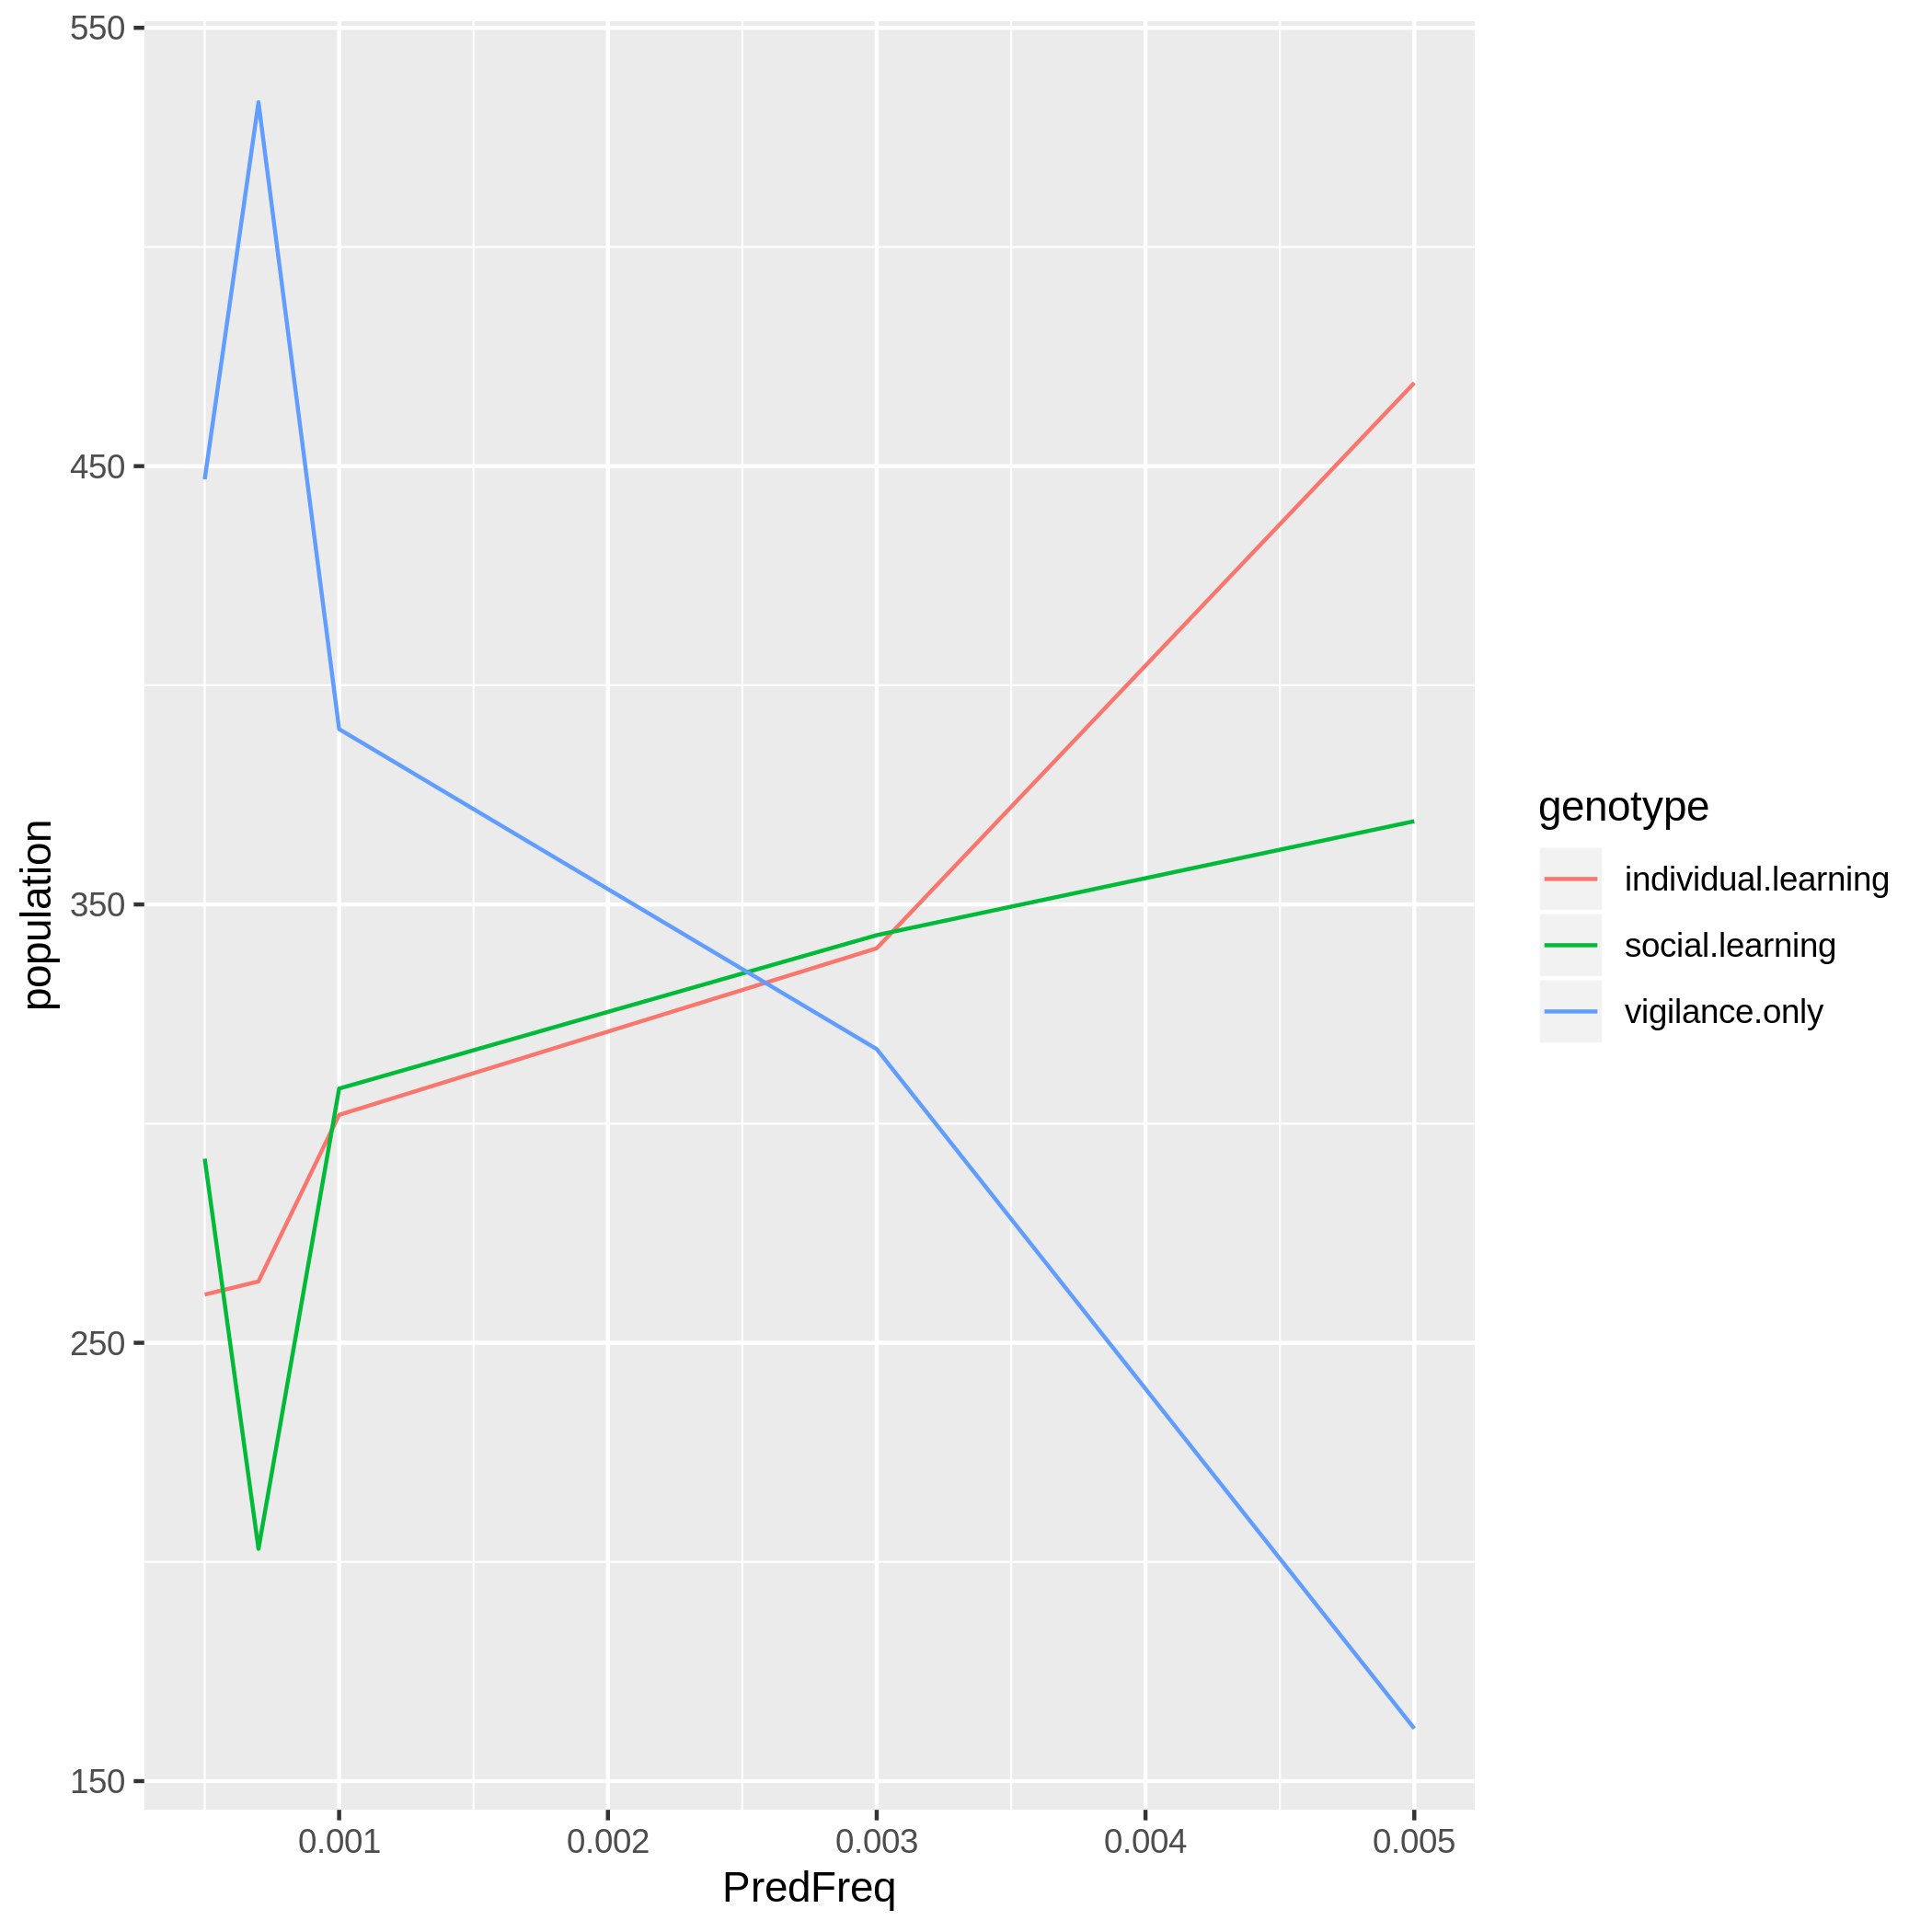 550
450
350
250
150
population
0.001 0.002 0.003 0.004 0.005
PredFreq
genotype
individual.learning
social.learning
vigilance.only